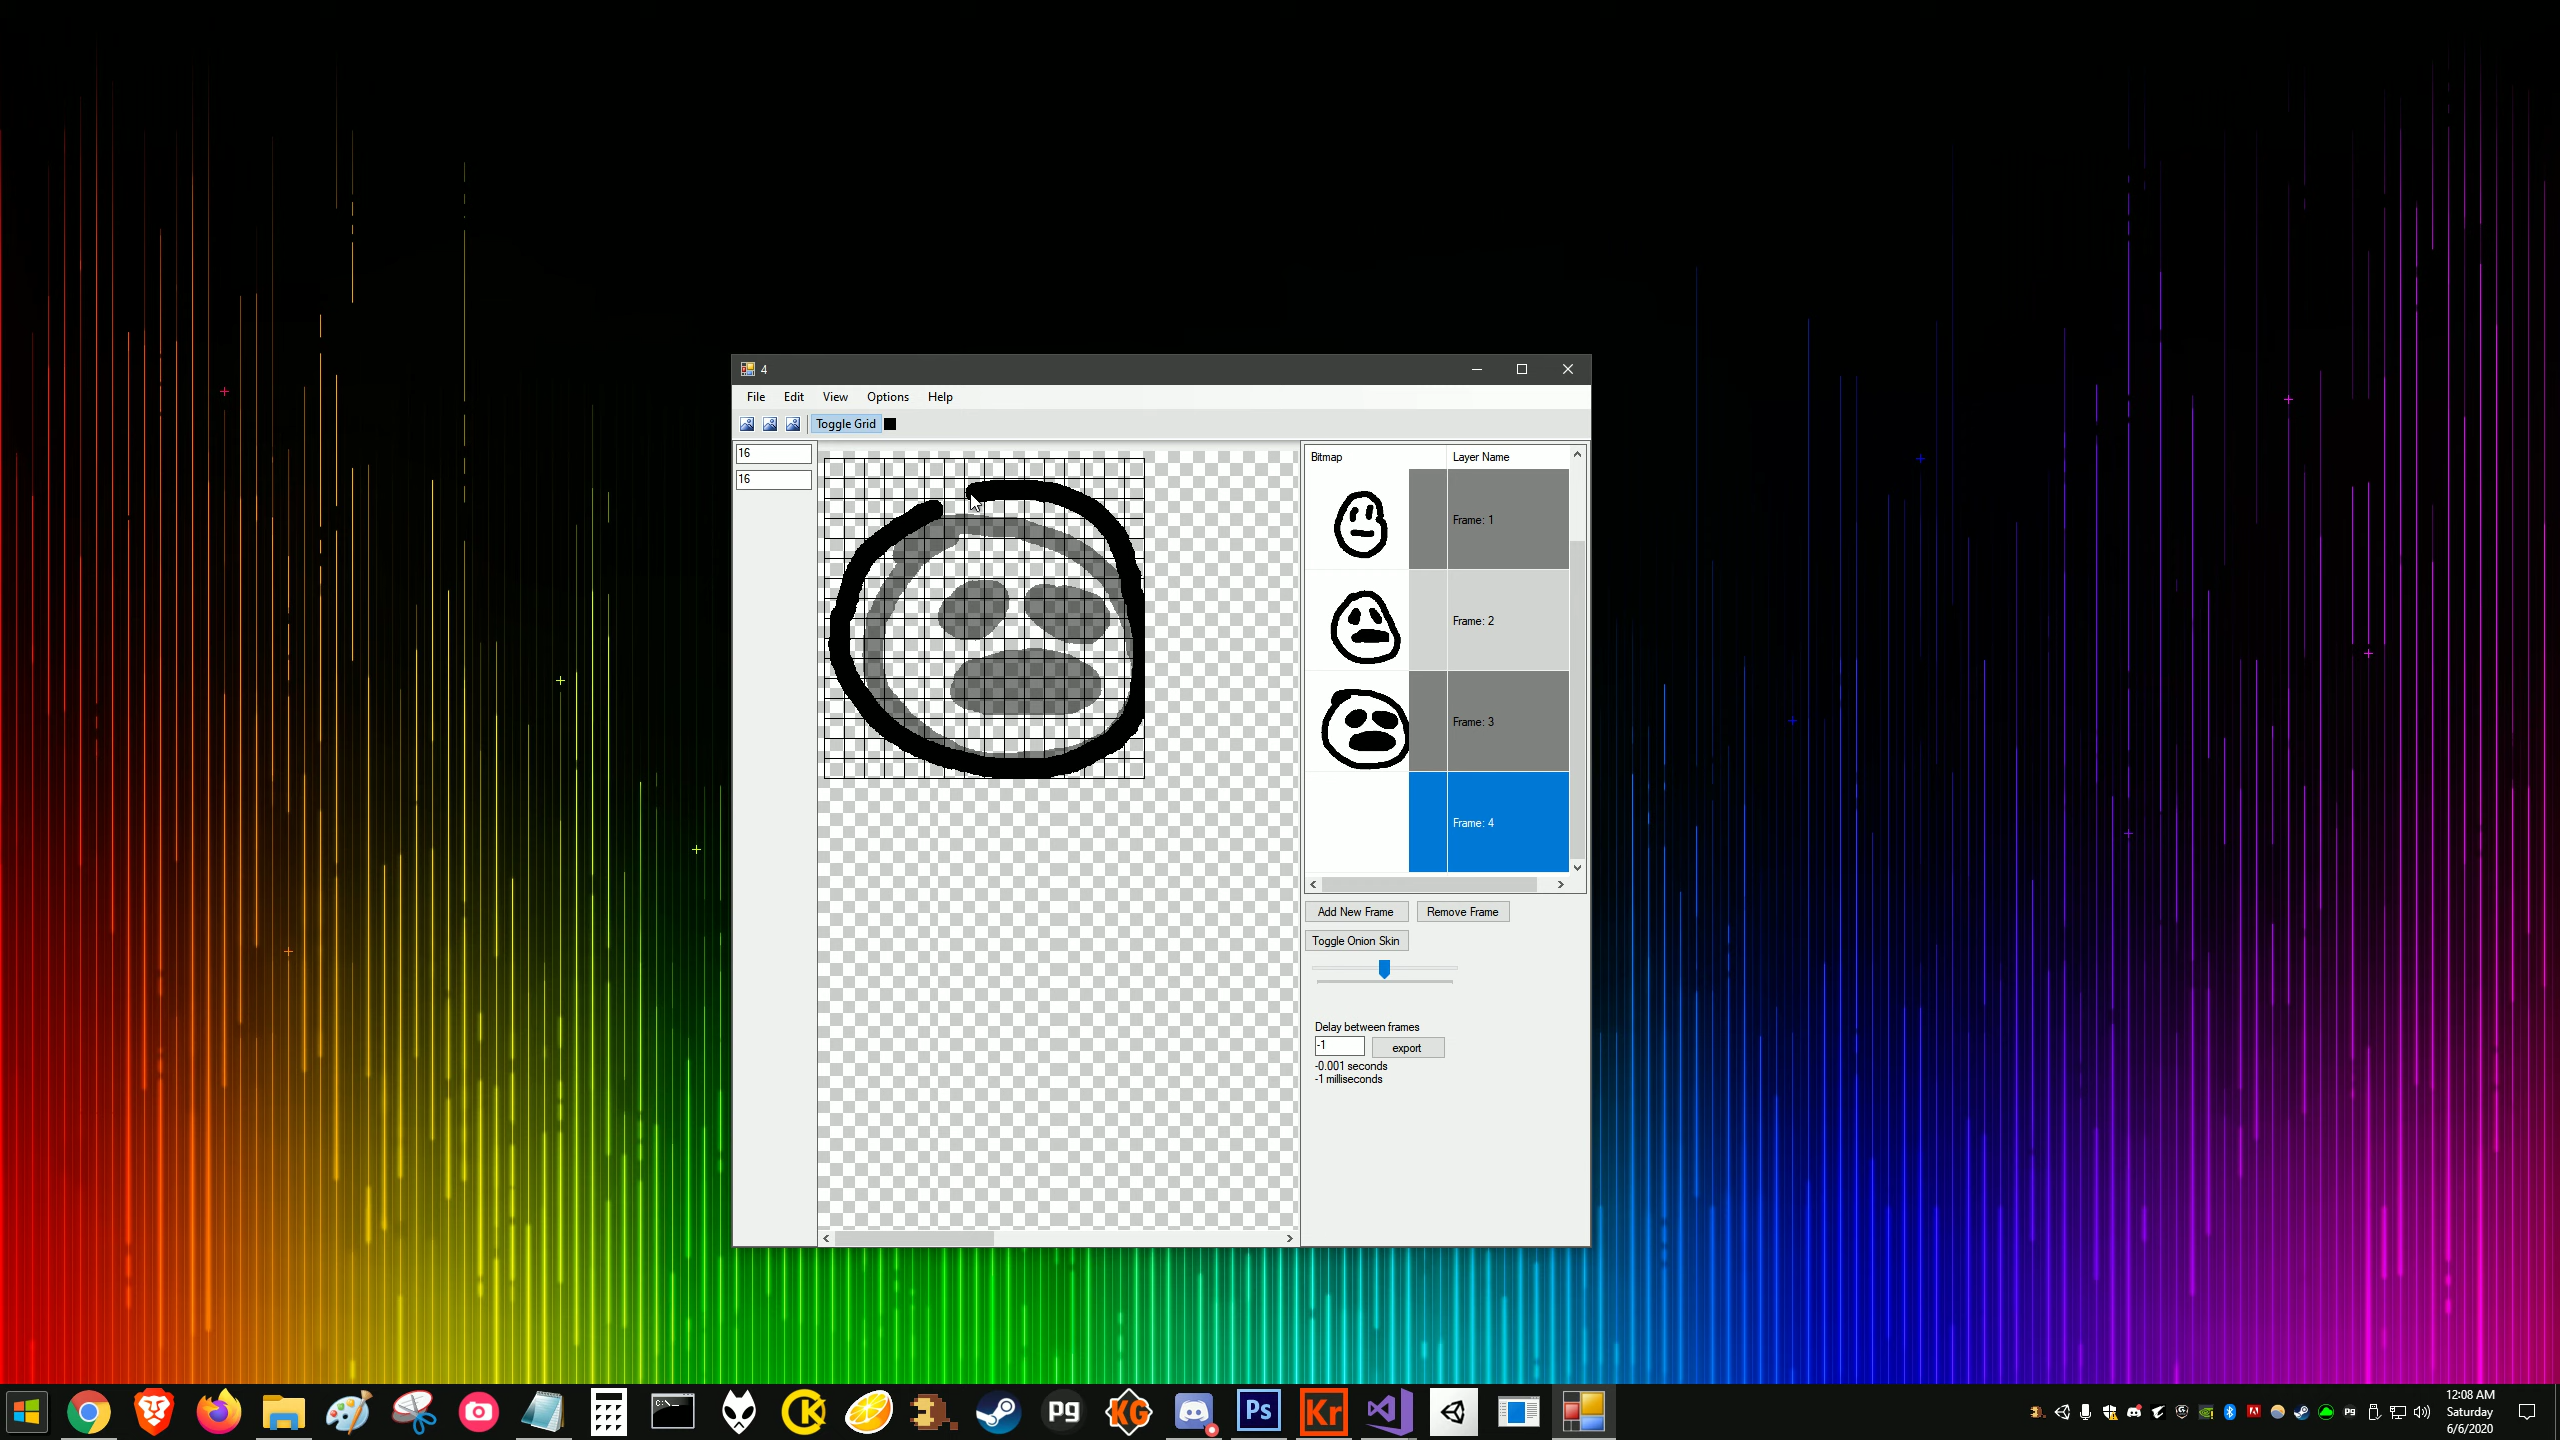 4
File Edit View Options Help
Toggle Grid
16
16
Bitmap Layer Name
Frame: 1
Frame: 2
Frame: 3
Frame: 4
Add New Frame Remove Frame
Toggle Onion Skin
Delay between frames
-1 export
-0.001 seconds
-1 milliseconds
C:\_
pg
KG
Ps
Kr
pg
12:08 AM
Saturday
6/6/2020